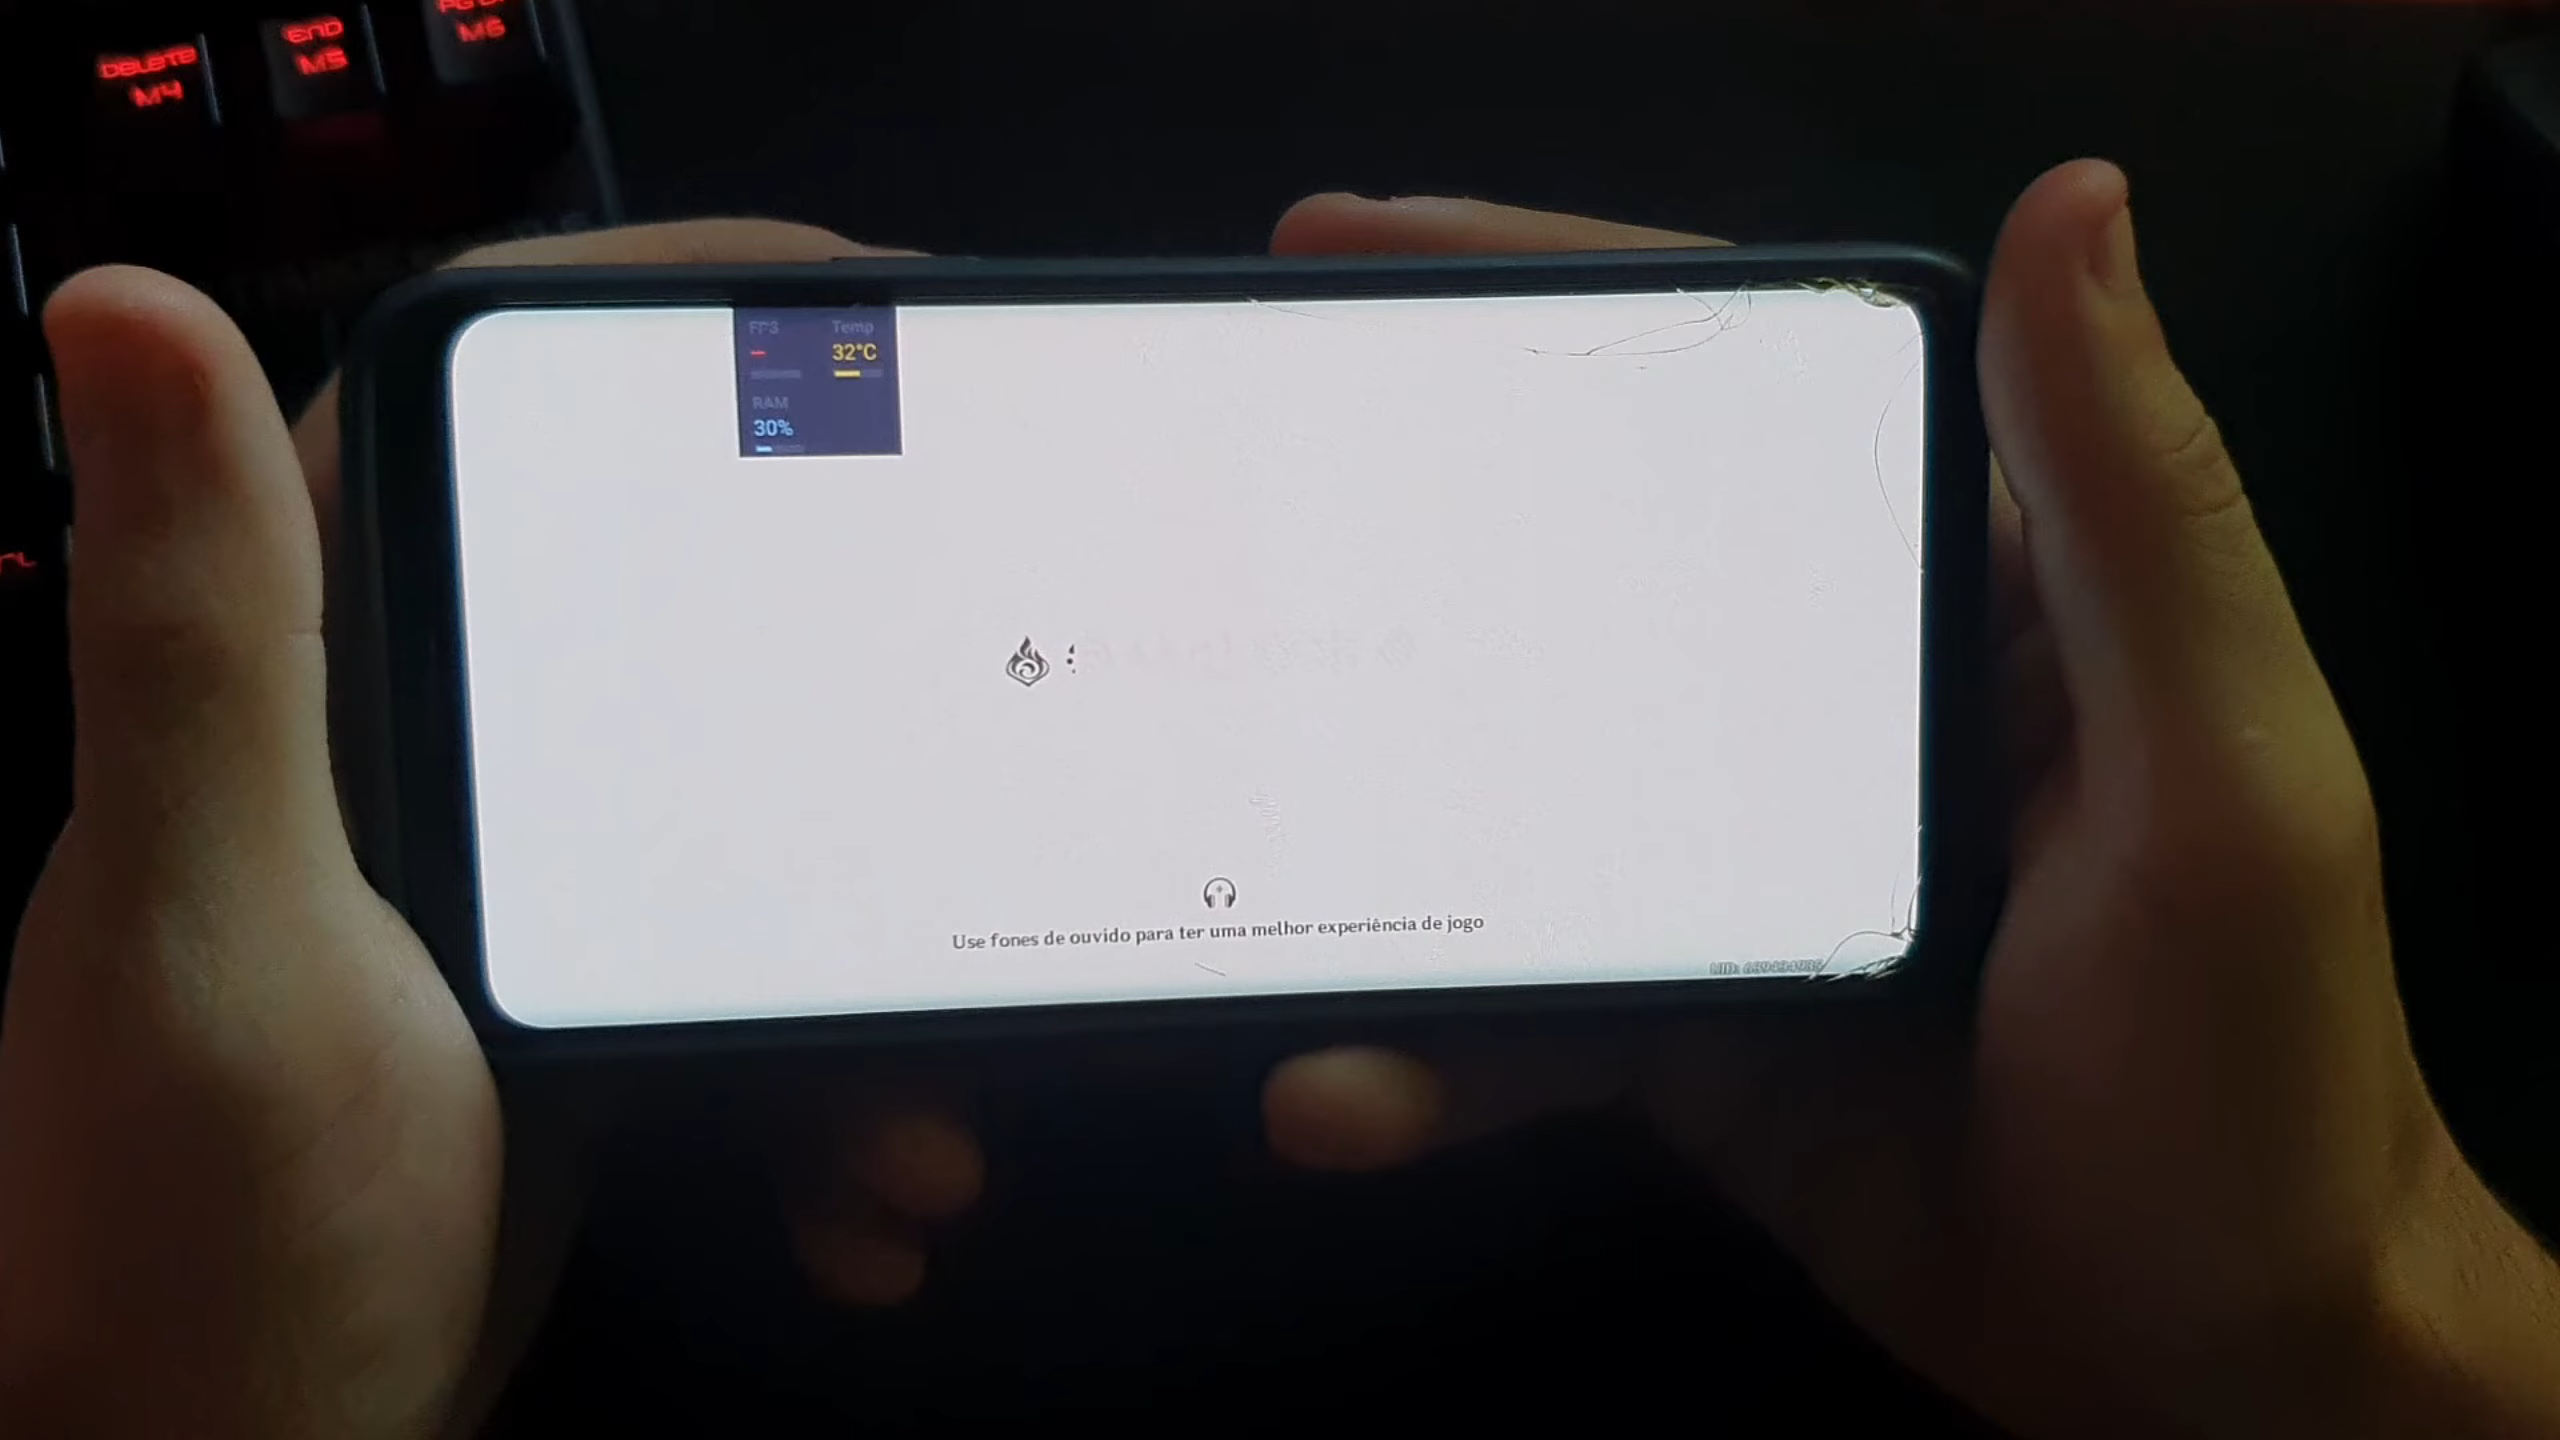 DELETE
M4
END
M5
M6
FPS
Temp
32°C
RAM
30%
Use fones de ouvido para ter uma melhor experiência de jogo
UID: